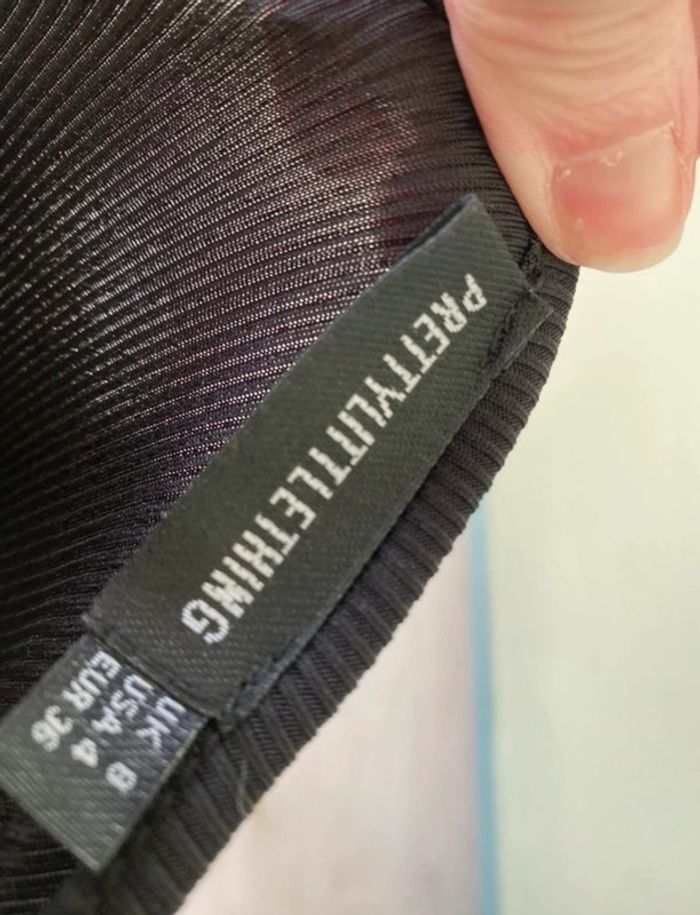 PRETTYLITTLETHING
UK 8
USA 4
EUR 36